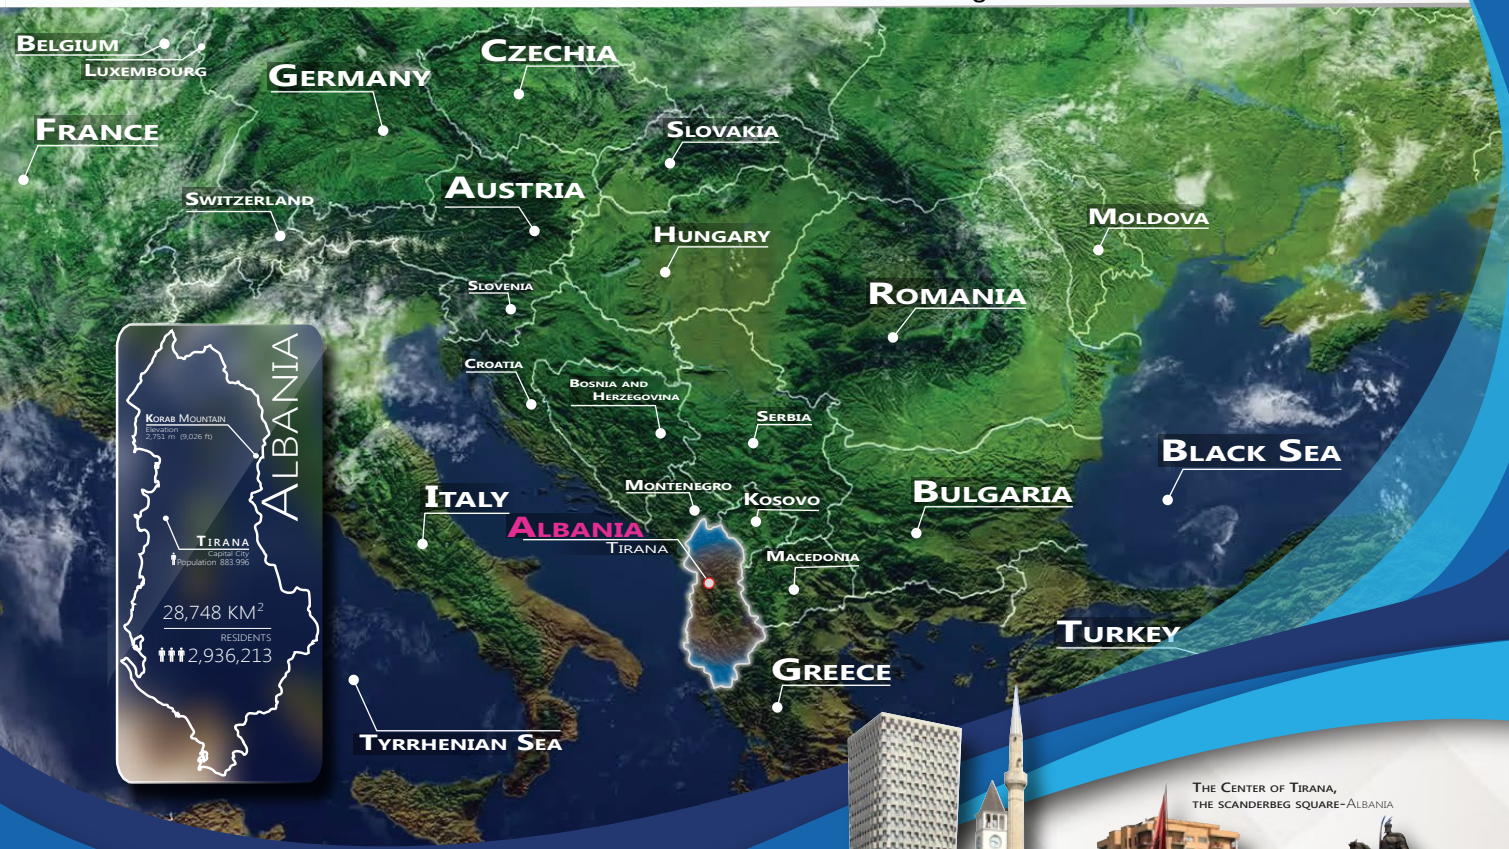 BELGIUM
LUXEMBOURG
GERMANY
CZECHIA
FRANCE
SLOVAKIA
SWITZERLAND
AUSTRIA
HUNGARY
MOLDOVA
SLOVENIA
ROMANIA
CROATIA
BOSNIA AND
HERZEGOVINA
SERBIA
BLACK SEA
MONTENEGRO
KOSOVO
BULGARIA
ITALY
ALBANIA
TIRANA
MACEDONIA
TURKEY
GREECE
TYRRHENIAN SEA
ALBANIA
KORAB MOUNTAIN
Elevation
2,751 m (9,026 ft)
TIRANA
Capital City
Population 883.996
28,748 KM²
RESIDENTS
2,936,213
THE CENTER OF TIRANA,
THE SCANDERBEG SQUARE-ALBANIA